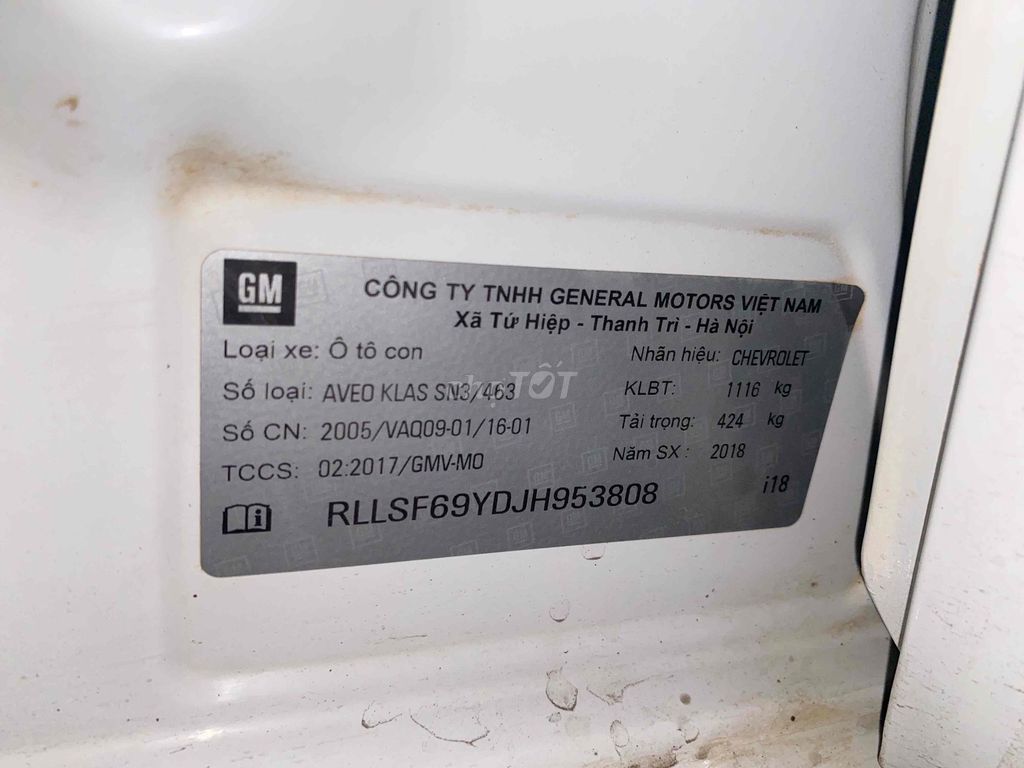 GM
CÔNG TY TNHH GENERAL MOTORS VIỆT NAM
Xã Tứ Hiệp - Thanh Trì - Hà Nội
Loại xe: Ô tô con Nhãn hiệu: CHEVROLET
Số loại: AVEO KLAS SN3/463 KLBT: 1116 kg
Số CN: 2005/VAQ09-01/16-01 Tải trọng: 424 kg
TCCS: 02:2017/GMV-MO Năm SX : 2018
RLLSF69YDJH953808 i18
chợTỐT